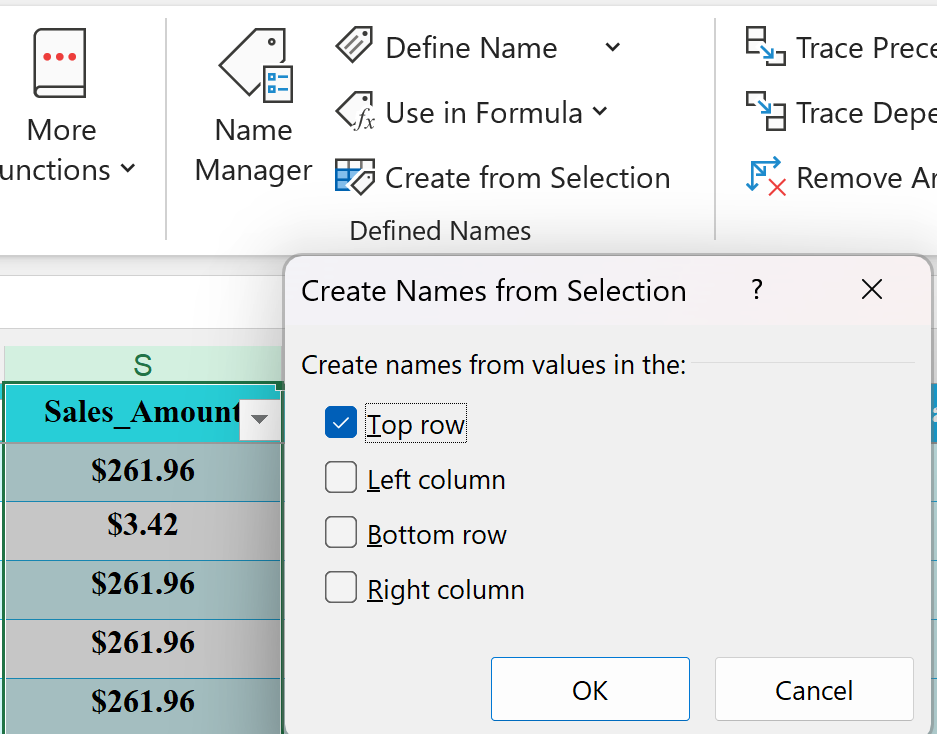 More
unctions
Name
Manager
Define Name
Use in Formula
Create from Selection
Defined Names
Trace Prece
Trace Depe
Remove Ar
Create Names from Selection ?
Create names from values in the:
Top row
Left column
Bottom row
Right column
OK
Cancel
S
Sales_Amount
$261.96
$3.42
$261.96
$261.96
$261.96